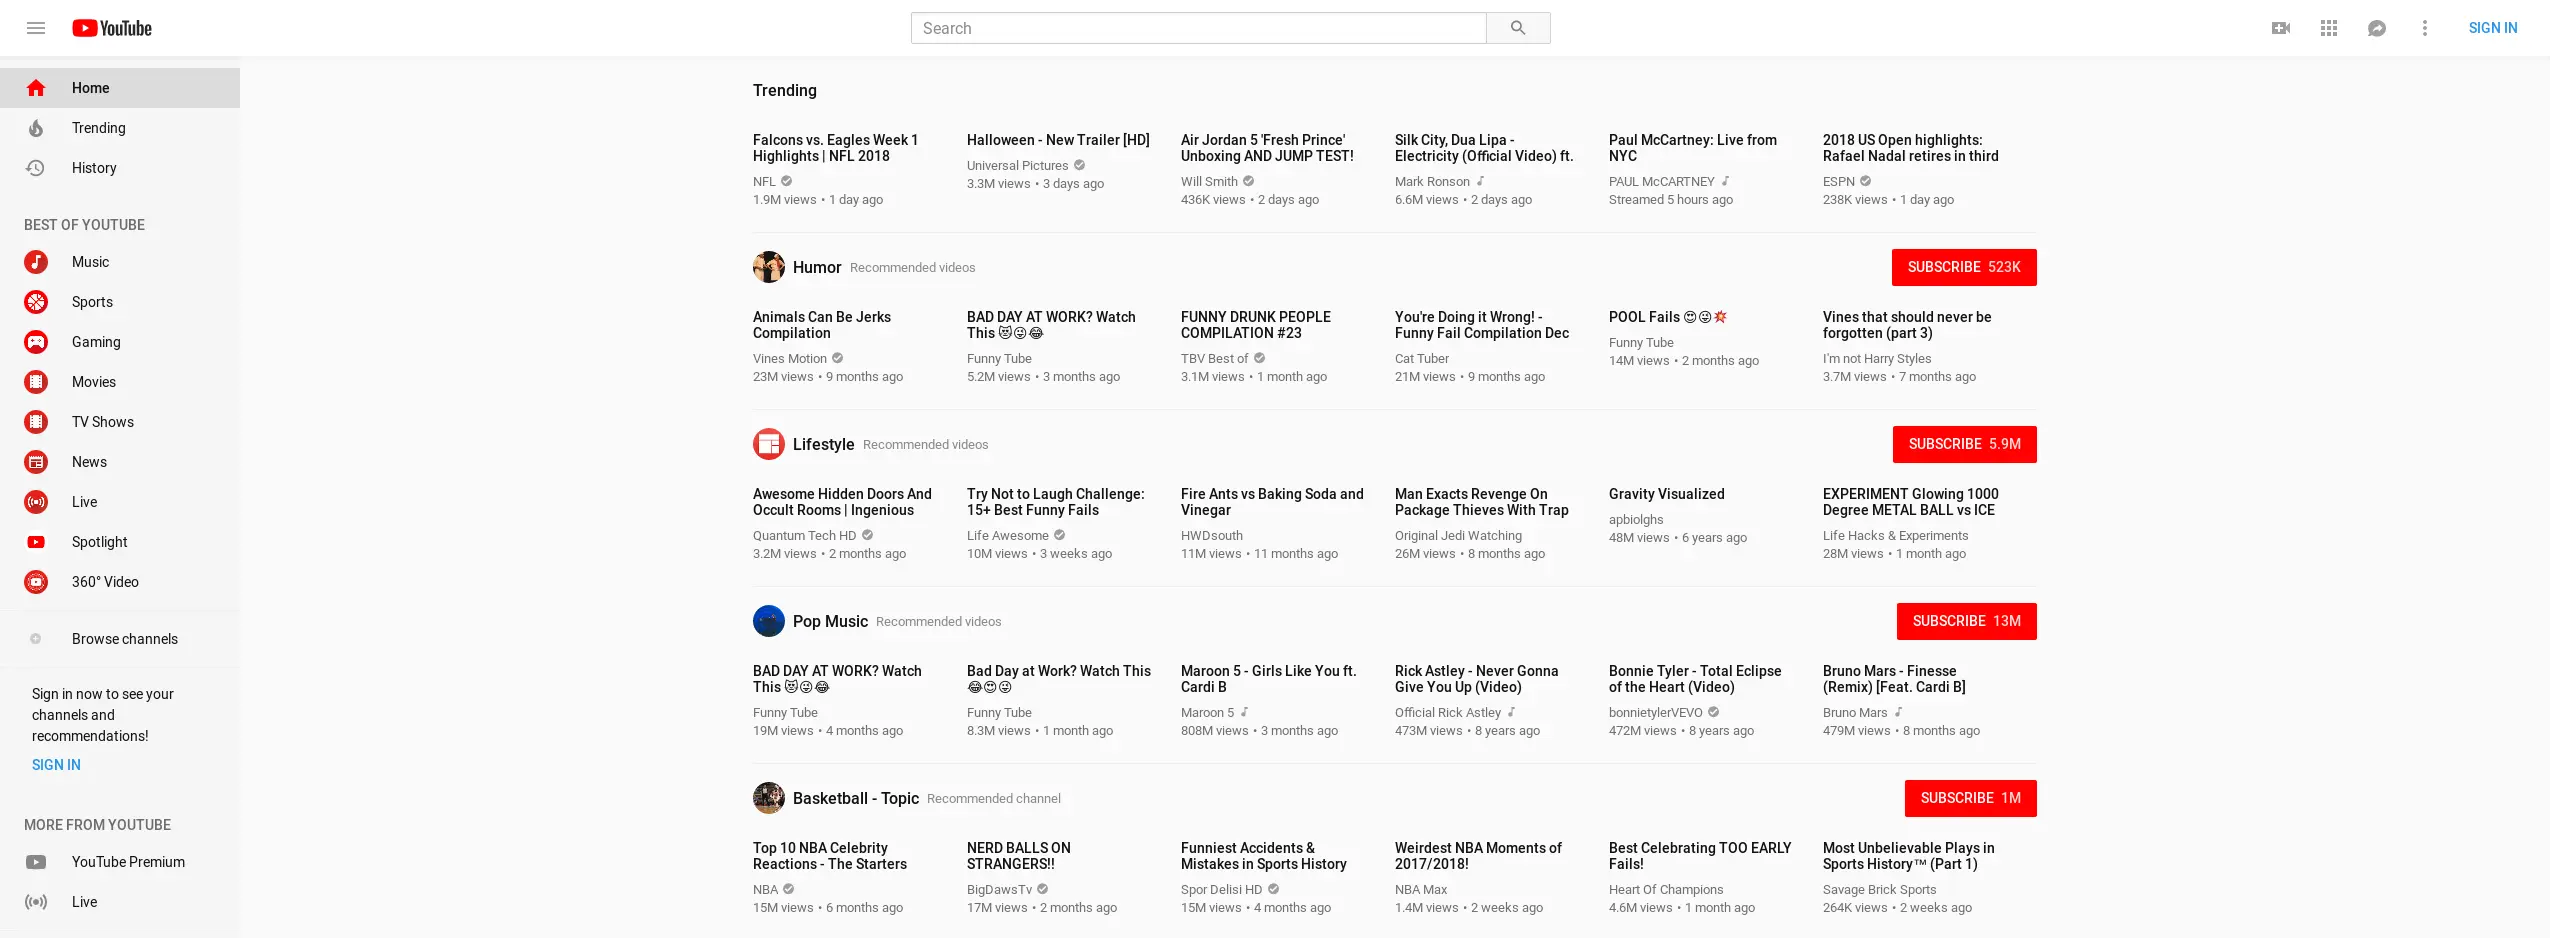 YouTube
Search
SIGN IN
Home
Trending
History
BEST OF YOUTUBE
Music
Sports
Gaming
Movies
TV Shows
News
Live
Spotlight
360° Video
Browse channels
Sign in now to see your
channels and
recommendations!
SIGN IN
MORE FROM YOUTUBE
YouTube Premium
Live
Trending
Falcons vs. Eagles Week 1
Highlights | NFL 2018
NFL
1.9M views • 1 day ago
Halloween - New Trailer [HD]
Universal Pictures
3.3M views • 3 days ago
Air Jordan 5 'Fresh Prince'
Unboxing AND JUMP TEST!
Will Smith
436K views • 2 days ago
Silk City, Dua Lipa -
Electricity (Official Video) ft.
Mark Ronson
6.6M views • 2 days ago
Paul McCartney: Live from
NYC
PAUL McCARTNEY
Streamed 5 hours ago
2018 US Open highlights:
Rafael Nadal retires in third
ESPN
238K views • 1 day ago
Humor Recommended videos
SUBSCRIBE 523K
Animals Can Be Jerks
Compilation
Vines Motion
23M views • 9 months ago
BAD DAY AT WORK? Watch
This 😻😜😂
Funny Tube
5.2M views • 3 months ago
FUNNY DRUNK PEOPLE
COMPILATION #23
TBV Best of
3.1M views • 1 month ago
You're Doing it Wrong! -
Funny Fail Compilation Dec
Cat Tuber
21M views • 9 months ago
POOL Fails 😍😜💥
Funny Tube
14M views • 2 months ago
Vines that should never be
forgotten (part 3)
I'm not Harry Styles
3.7M views • 7 months ago
Lifestyle Recommended videos
SUBSCRIBE 5.9M
Awesome Hidden Doors And
Occult Rooms | Ingenious
Quantum Tech HD
3.2M views • 2 months ago
Try Not to Laugh Challenge:
15+ Best Funny Fails
Life Awesome
10M views • 3 weeks ago
Fire Ants vs Baking Soda and
Vinegar
HWDsouth
11M views • 11 months ago
Man Exacts Revenge On
Package Thieves With Trap
Original Jedi Watching
26M views • 8 months ago
Gravity Visualized
apbiolghs
48M views • 6 years ago
EXPERIMENT Glowing 1000
Degree METAL BALL vs ICE
Life Hacks & Experiments
28M views • 1 month ago
Pop Music Recommended videos
SUBSCRIBE 13M
BAD DAY AT WORK? Watch
This 😻😜😂
Funny Tube
19M views • 4 months ago
Bad Day at Work? Watch This
😂😍😜
Funny Tube
8.3M views • 1 month ago
Maroon 5 - Girls Like You ft.
Cardi B
Maroon 5
808M views • 3 months ago
Rick Astley - Never Gonna
Give You Up (Video)
Official Rick Astley
473M views • 8 years ago
Bonnie Tyler - Total Eclipse
of the Heart (Video)
bonnietylerVEVO
472M views • 8 years ago
Bruno Mars - Finesse
(Remix) [Feat. Cardi B]
Bruno Mars
479M views • 8 months ago
Basketball - Topic Recommended channel
SUBSCRIBE 1M
Top 10 NBA Celebrity
Reactions - The Starters
NBA
15M views • 6 months ago
NERD BALLS ON
STRANGERS!!
BigDawsTv
17M views • 2 months ago
Funniest Accidents &
Mistakes in Sports History
Spor Delisi HD
15M views • 4 months ago
Weirdest NBA Moments of
2017/2018!
NBA Max
1.4M views • 2 weeks ago
Best Celebrating TOO EARLY
Fails!
Heart Of Champions
4.6M views • 1 month ago
Most Unbelievable Plays in
Sports History™ (Part 1)
Savage Brick Sports
264K views • 2 weeks ago